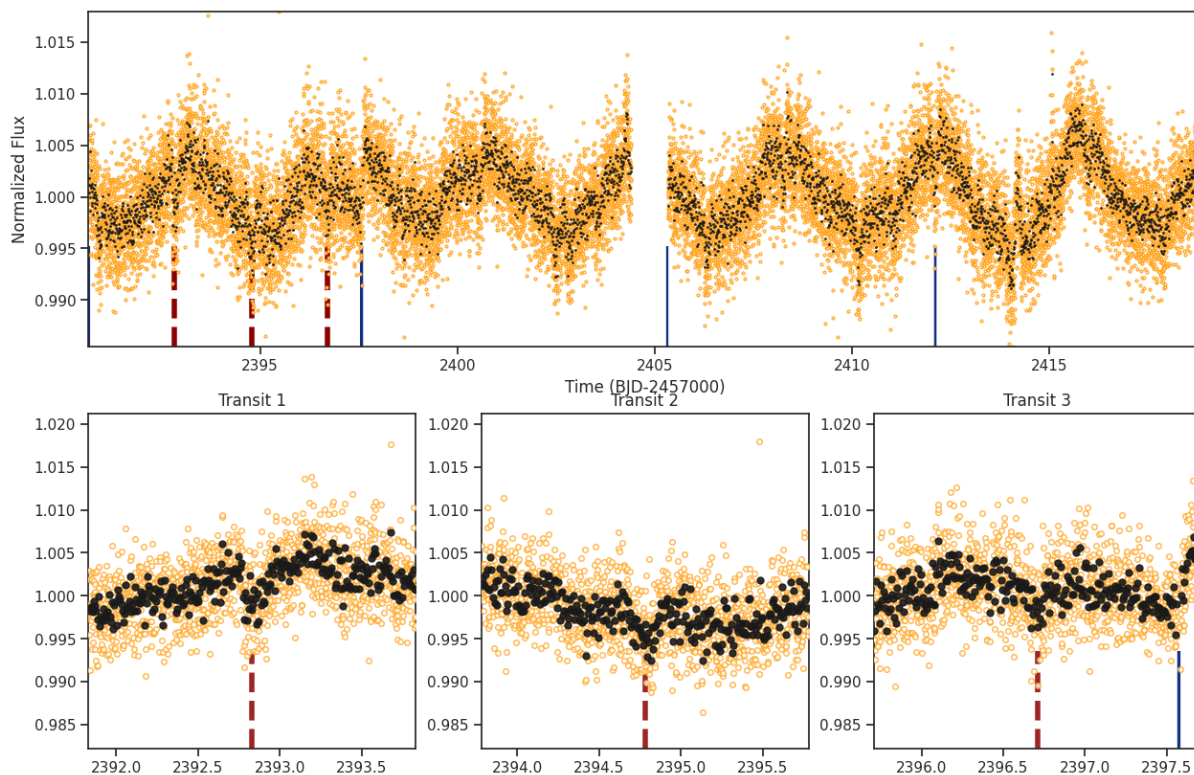 1.015
1.010
1.005
1.000
0.995
0.990
Normalized Flux
2395 2400 2405 2410 2415
Time (BJD-2457000)
Transit 1 Transit 2 Transit 3
1.020 1.020 1.020
1.015 1.015 1.015
1.010 1.010 1.010
1.005 1.005 1.005
1.000 1.000 1.000
0.995 0.995 0.995
0.990 0.990 0.990
0.985 0.985 0.985
2392.0 2392.5 2393.0 2393.5 2394.0 2394.5 2395.0 2395.5 2396.0 2396.5 2397.0 2397.5